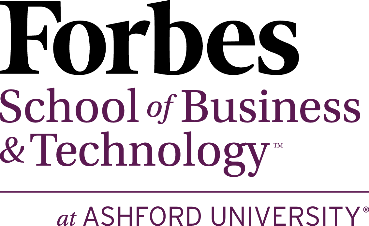 Forbes
School of Business
& Technology™
at ASHFORD UNIVERSITY®